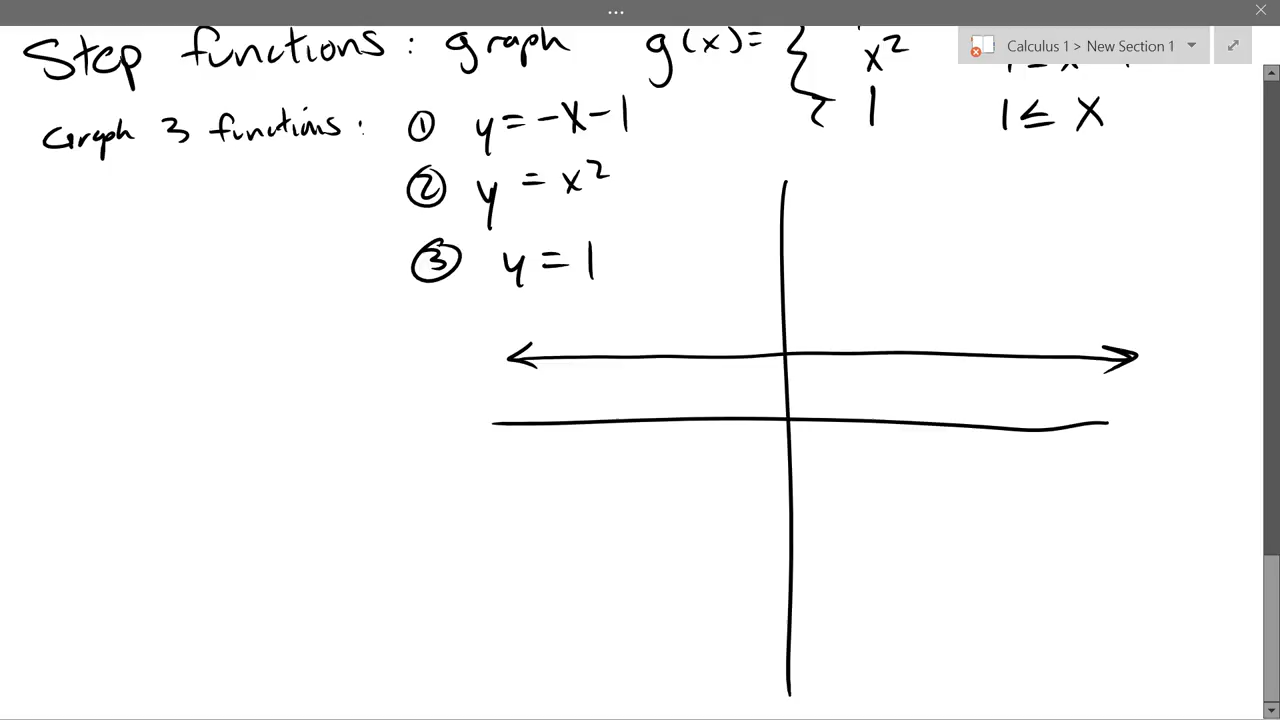 Step functions: graph g(x)= { x²
Calculus 1 > New Section 1
Graph 3 functions: ① y = -x - 1
1 1 ≤ x
② y = x²
③ y = 1